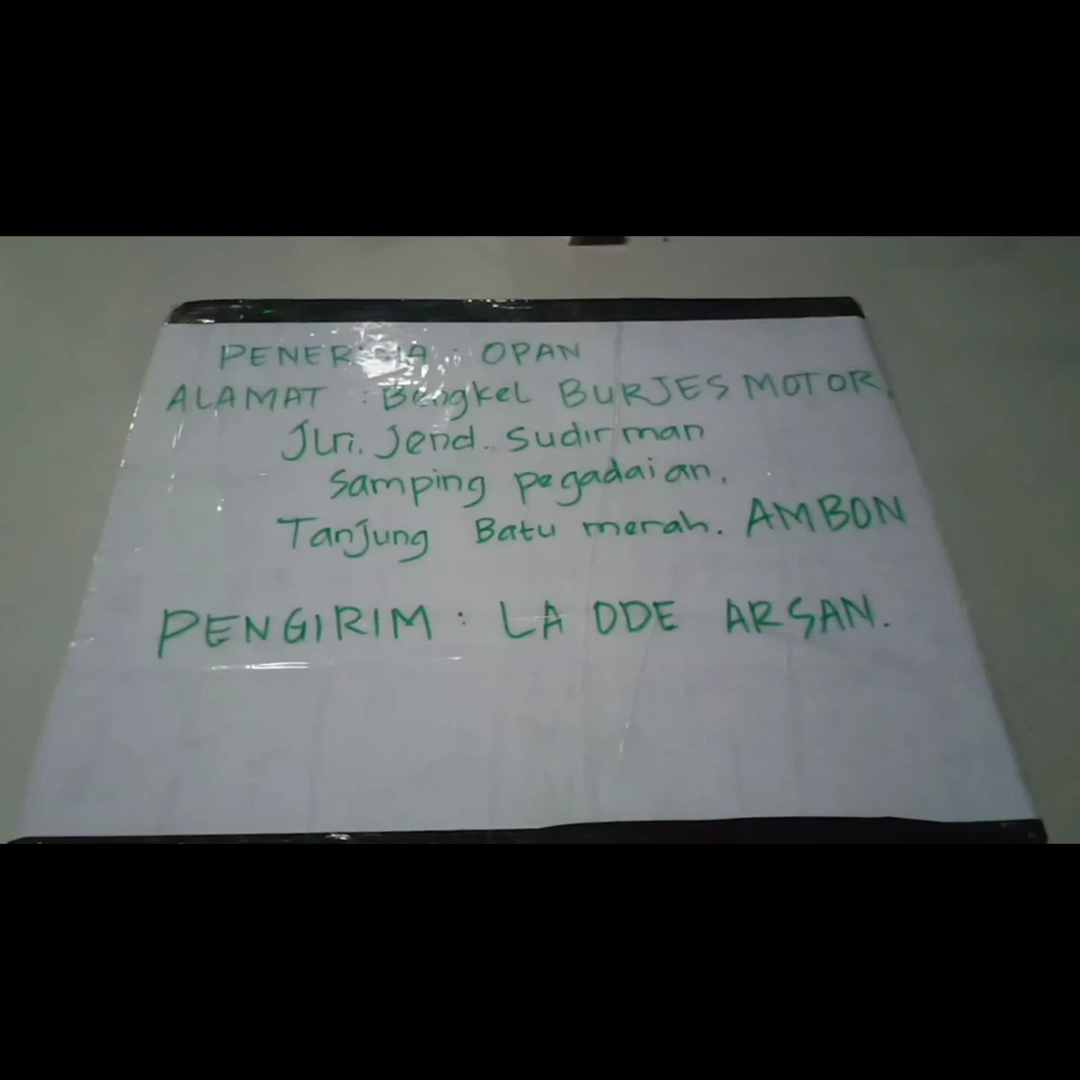 PENERIMA : OPAN
ALAMAT : Bengkel BURJES MOTOR.
Jln. Jend. Sudirman
Samping pegadaian.
Tanjung Batu merah. AMBON
PENGIRIM : LA ODE ARSAN.